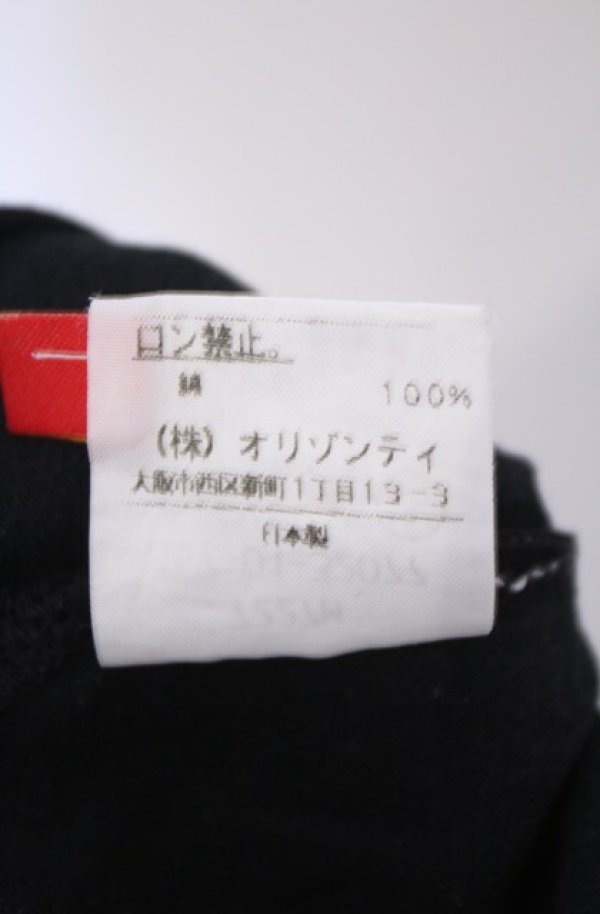 ロン禁止。
綿 100%
(株) オリゾンティ
大阪市西区新町1丁目13-3
日本製